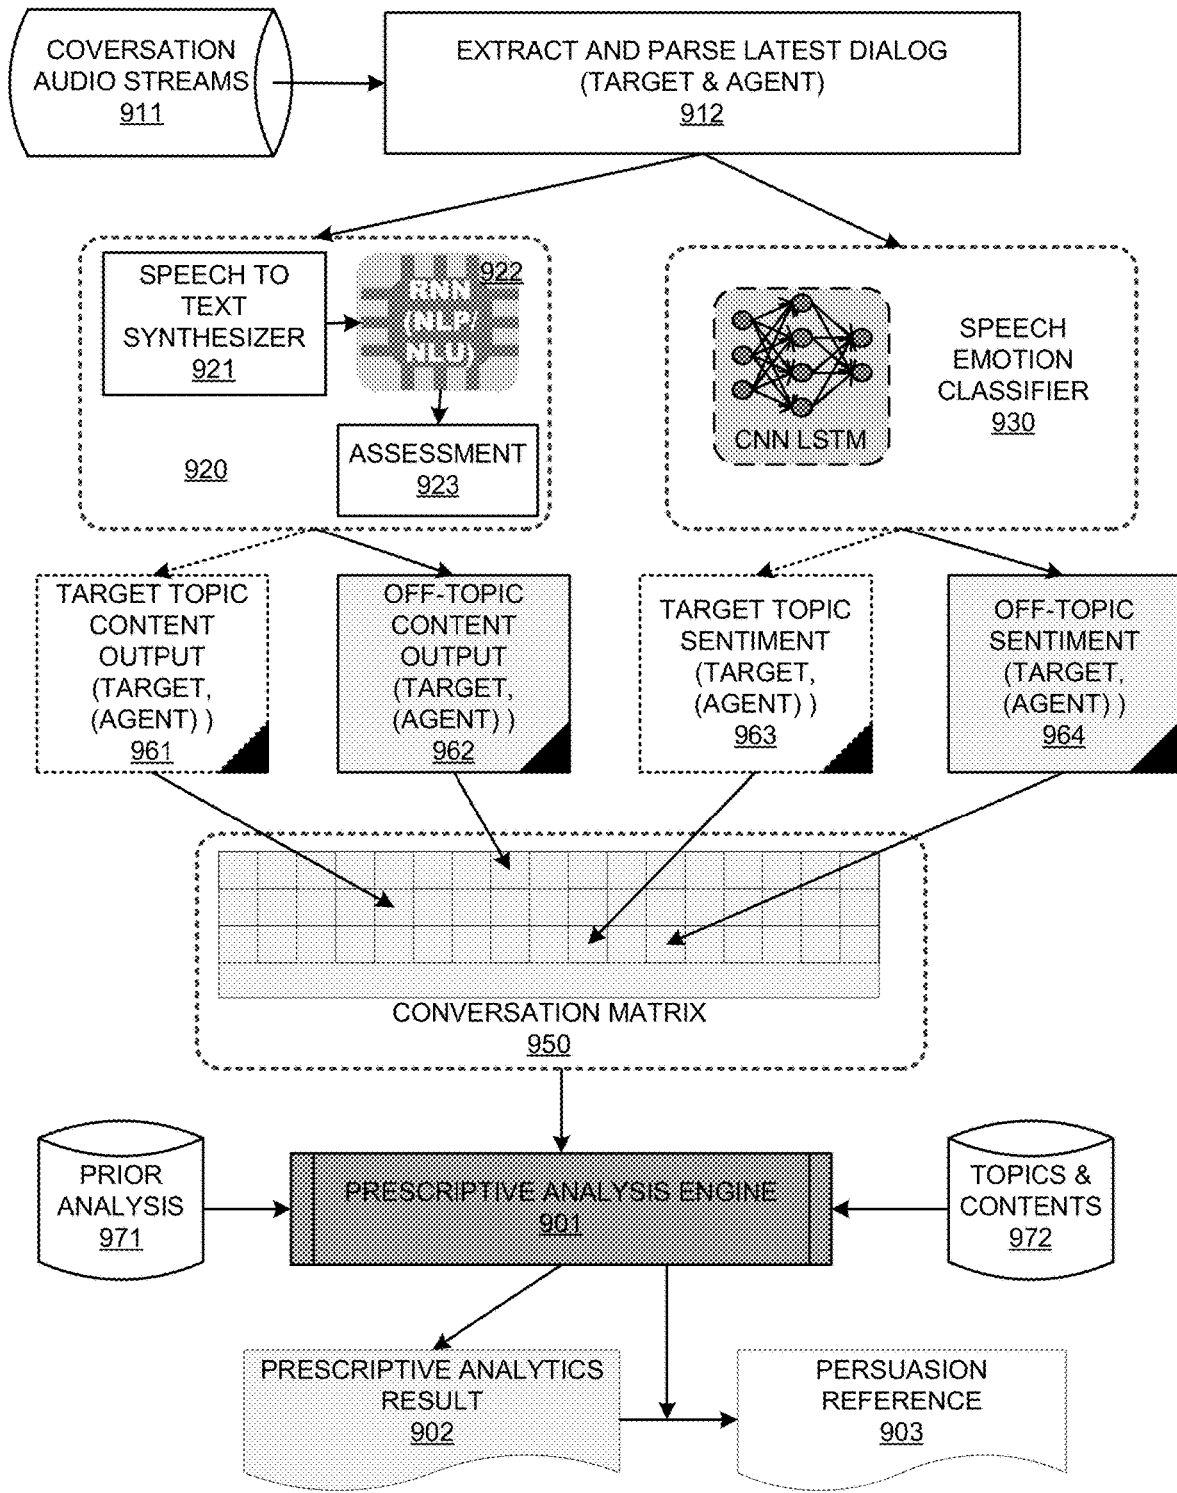 COVERSATION
AUDIO STREAMS
911
EXTRACT AND PARSE LATEST DIALOG
(TARGET & AGENT)
912
SPEECH TO
TEXT
SYNTHESIZER
921
922
RNN
(NLP/
NLU)
ASSESSMENT
923
920
CNN LSTM
SPEECH
EMOTION
CLASSIFIER
930
TARGET TOPIC
CONTENT
OUTPUT
(TARGET,
(AGENT) )
961
OFF-TOPIC
CONTENT
OUTPUT
(TARGET,
(AGENT) )
962
TARGET TOPIC
SENTIMENT
(TARGET,
(AGENT) )
963
OFF-TOPIC
SENTIMENT
(TARGET,
(AGENT) )
964
CONVERSATION MATRIX
950
PRIOR
ANALYSIS
971
PRESCRIPTIVE ANALYSIS ENGINE
901
TOPICS &
CONTENTS
972
PRESCRIPTIVE ANALYTICS
RESULT
902
PERSUASION
REFERENCE
903